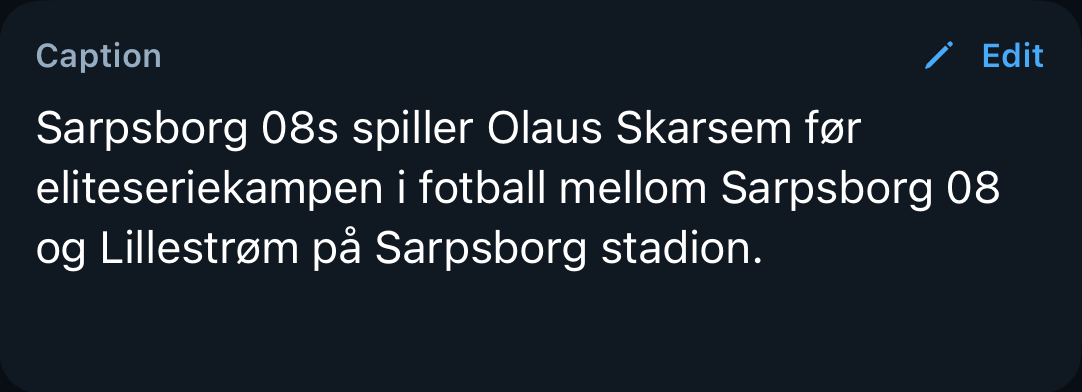 Caption
Edit
Sarpsborg 08s spiller Olaus Skarsem før
eliteseriekampen i fotball mellom Sarpsborg 08
og Lillestrøm på Sarpsborg stadion.